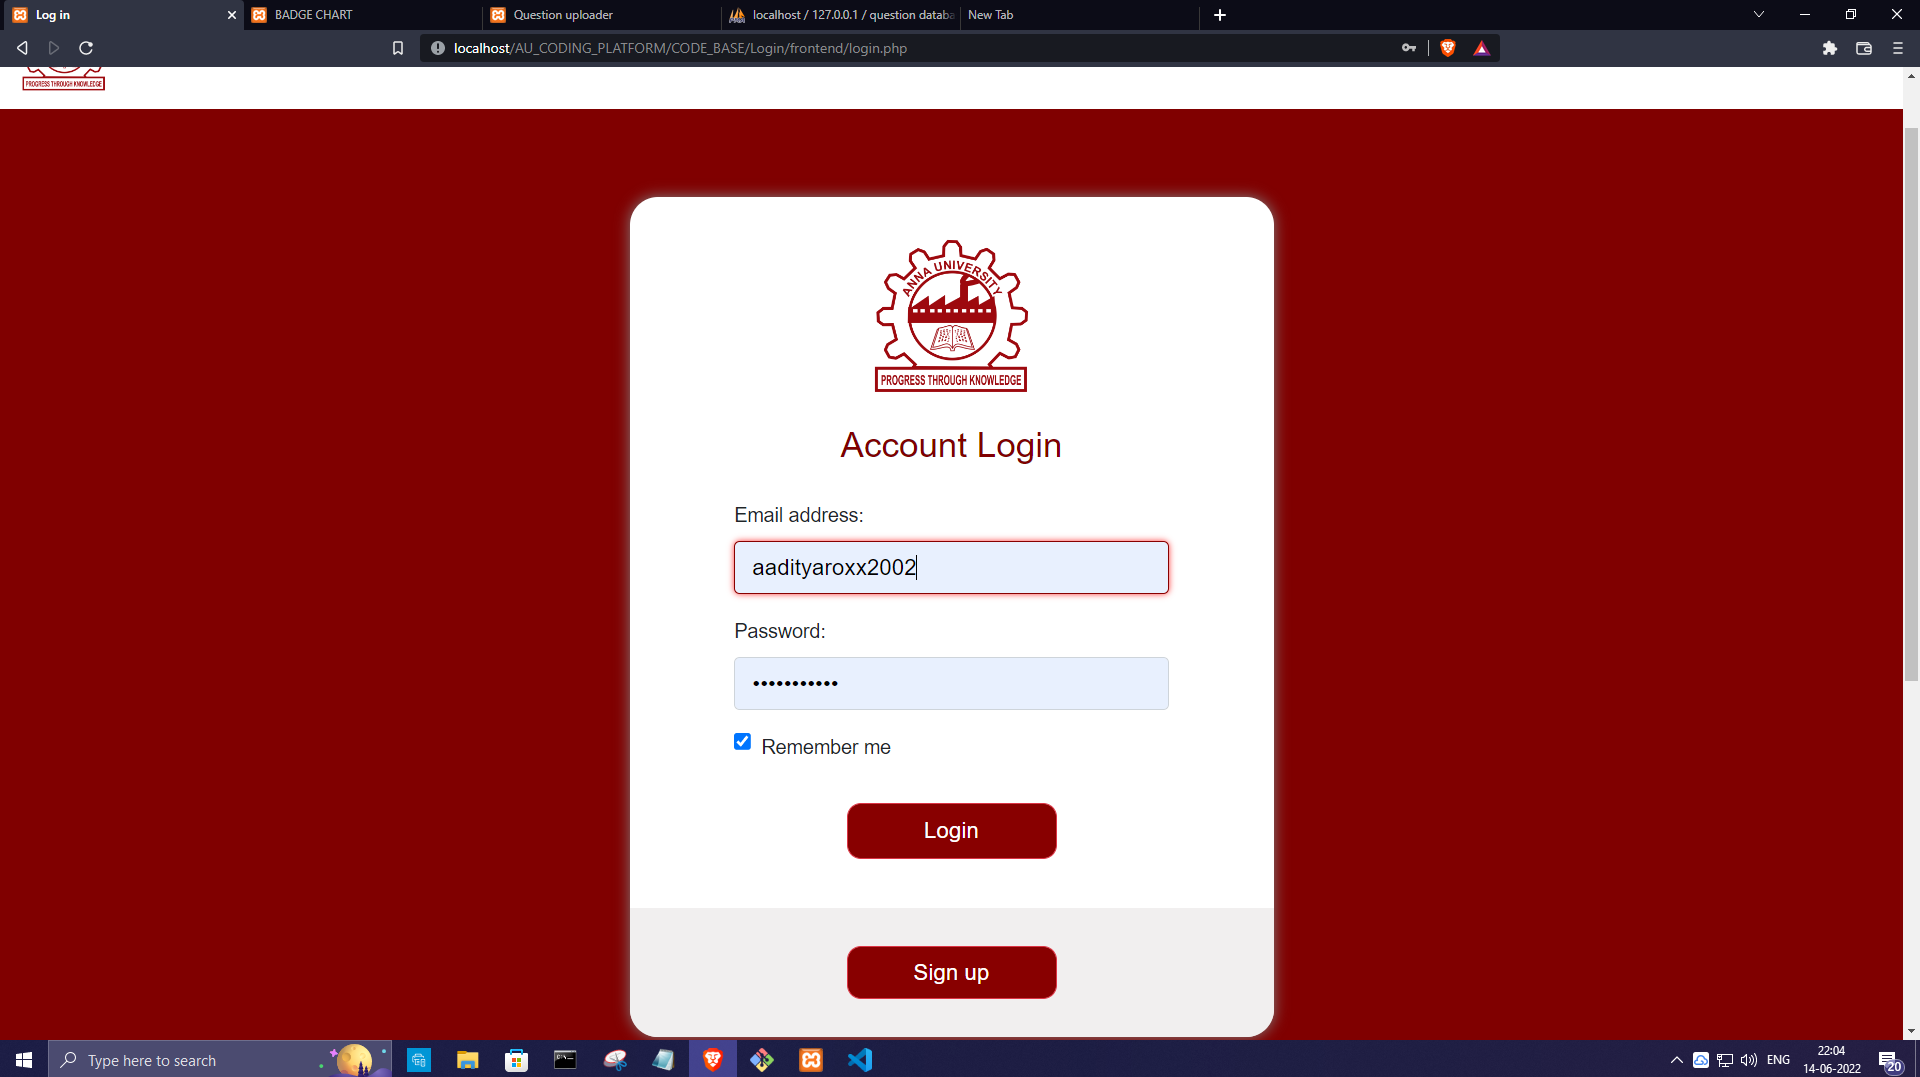 Log in
BADGE CHART
Question uploader
localhost / 127.0.0.1 / question databa
New Tab
localhost/AU_CODING_PLATFORM/CODE_BASE/Login/frontend/login.php
PROGRESS THROUGH KNOWLEDGE
ANNA UNIVERSITY
PROGRESS THROUGH KNOWLEDGE
Account Login
Email address:
aadityaroxx2002
Password:
•••••••••••
Remember me
Login
Sign up
Type here to search
ENG
22:04
14-06-2022
20